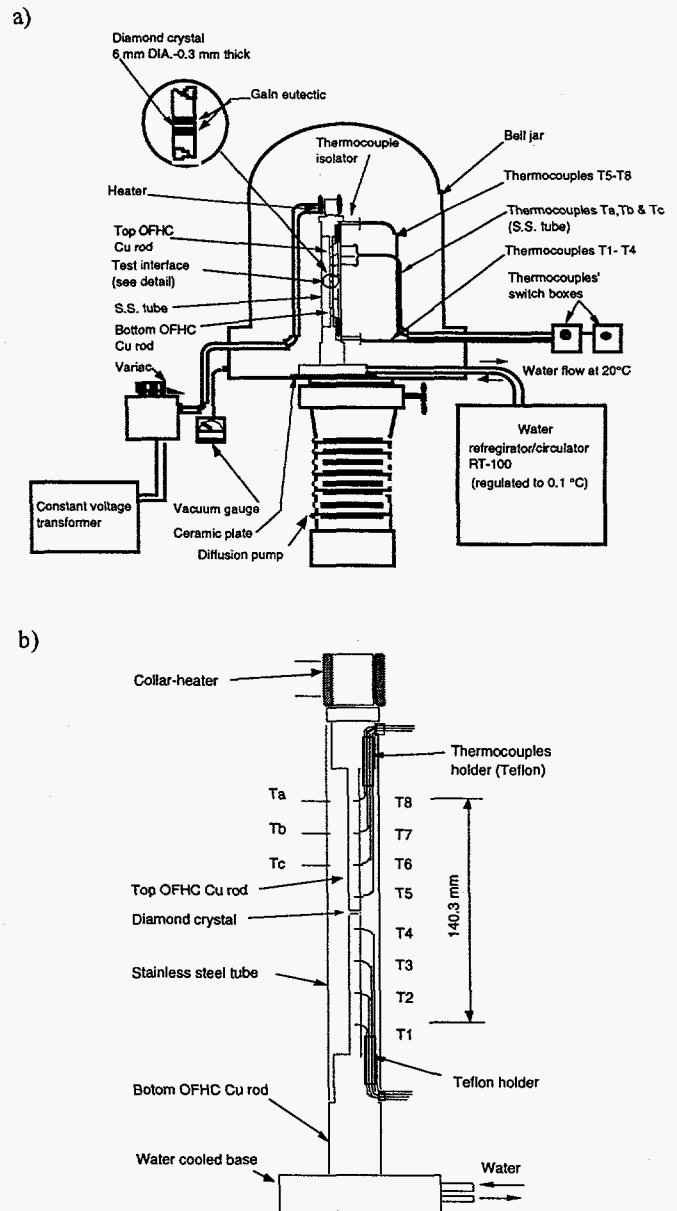 a)
Diamond crystal
6 mm DIA.-0.3 mm thick
GaIn eutectic
Thermocouple
isolator
Bell jar
Heater
Thermocouples T5-T8
Thermocouples Ta,Tb & Tc
(S.S. tube)
Top OFHC
Cu rod
Thermocouples T1- T4
Test interface
(see detail)
Thermocouples'
switch boxes
S.S. tube
Bottom OFHC
Cu rod
Variac
Water flow at 20°C
Water
refregirator/circulator
RT-100
(regulated to 0.1 °C)
Constant voltage
transformer
Vacuum gauge
Ceramic plate
Diffusion pump
b)
Collar-heater
Thermocouples
holder (Teflon)
Ta
T8
Tb
T7
Tc
T6
Top OFHC Cu rod
T5
140.3 mm
Diamond crystal
T4
Stainless steel tube
T3
T2
T1
Teflon holder
Botom OFHC Cu rod
Water cooled base
Water